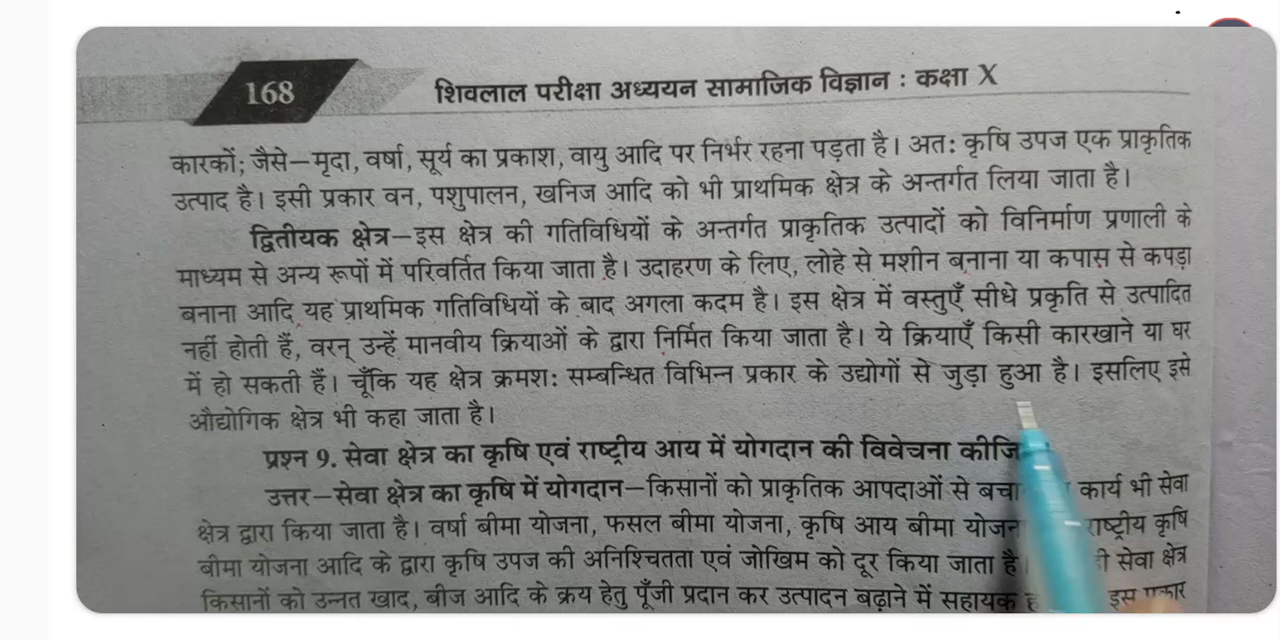 168
शिवलाल परीक्षा अध्ययन सामाजिक विज्ञान : कक्षा X
कारकों; जैसे—मृदा, वर्षा, सूर्य का प्रकाश, वायु आदि पर निर्भर रहना पड़ता है। अत: कृषि उपज एक प्राकृतिक
उत्पाद है। इसी प्रकार वन, पशुपालन, खनिज आदि को भी प्राथमिक क्षेत्र के अन्तर्गत लिया जाता है।
द्वितीयक क्षेत्र—इस क्षेत्र की गतिविधियों के अन्तर्गत प्राकृतिक उत्पादों को विनिर्माण प्रणाली के
माध्यम से अन्य रूपों में परिवर्तित किया जाता है। उदाहरण के लिए, लोहे से मशीन बनाना या कपास से कपड़ा
बनाना आदि यह प्राथमिक गतिविधियों के बाद अगला कदम है। इस क्षेत्र में वस्तुएँ सीधे प्रकृति से उत्पादित
नहीं होती हैं, वरन् उन्हें मानवीय क्रियाओं के द्वारा निर्मित किया जाता है। ये क्रियाएँ किसी कारखाने या घर
में हो सकती हैं। चूँकि यह क्षेत्र क्रमश: सम्बन्धित विभिन्न प्रकार के उद्योगों से जुड़ा हुआ है। इसलिए इसे
औद्योगिक क्षेत्र भी कहा जाता है।
प्रश्न 9. सेवा क्षेत्र का कृषि एवं राष्ट्रीय आय में योगदान की विवेचना
उत्तर—सेवा क्षेत्र का कृषि में योगदान—किसानों को प्राकृतिक आपदाओं से कार्य भी सेवा
क्षेत्र द्वारा किया जाता है। वर्षा बीमा योजना, फसल बीमा योजना, कृषि आय बीमा राष्ट्रीय कृषि
बीमा योजना आदि के द्वारा कृषि उपज की अनिश्चितता एवं जोखिम को दूर किया जाता है सेवा क्षेत्र
किसानों को उन्नत खाद, बीज आदि के क्रय हेतु पूँजी प्रदान कर उत्पादन बढ़ाने में सहायक इस प्रकार